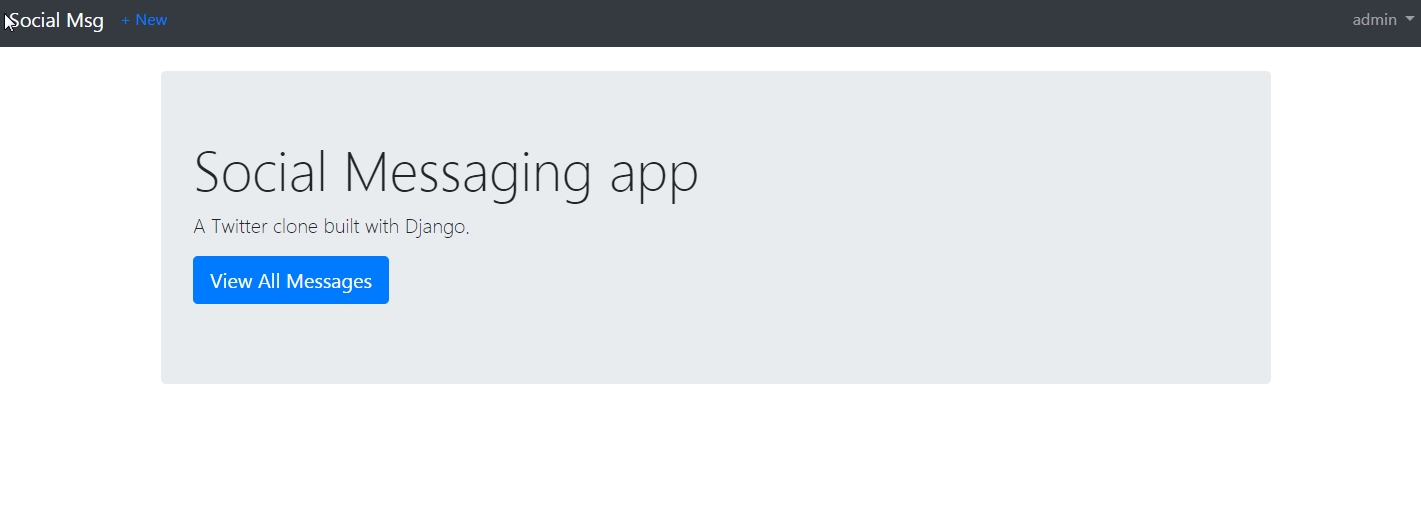 Social Msg + New admin
Social Messaging app
A Twitter clone built with Django.
View All Messages